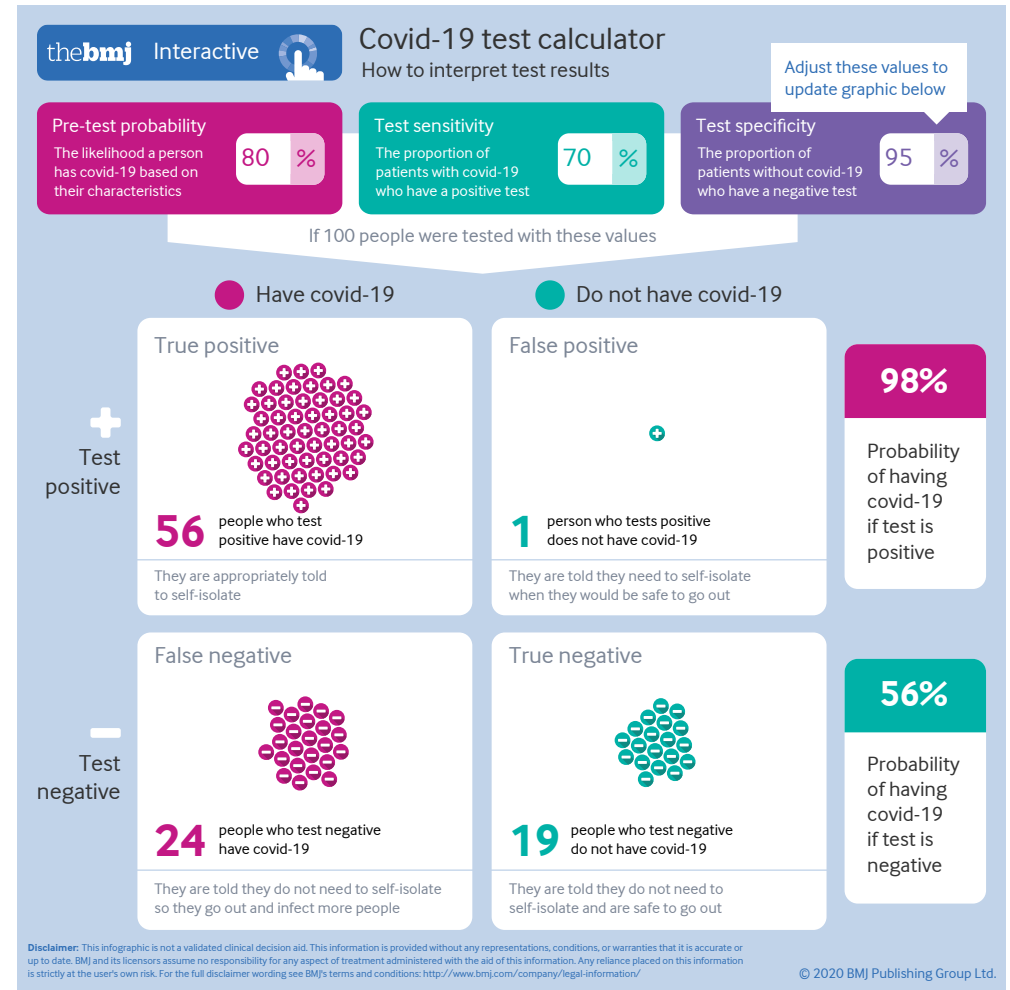 thebmj Interactive
Covid-19 test calculator
How to interpret test results
Adjust these values to
update graphic below
Pre-test probability
The likelihood a person
has covid-19 based on
their characteristics
80 %
Test sensitivity
The proportion of
patients with covid-19
who have a positive test
70 %
Test specificity
The proportion of
patients without covid-19
who have a negative test
95 %
If 100 people were tested with these values
Have covid-19
Do not have covid-19
Test
positive
True positive
56
people who test
positive have covid-19
They are appropriately told
to self-isolate
False positive
1
person who tests positive
does not have covid-19
They are told they need to self-isolate
when they would be safe to go out
98%
Probability
of having
covid-19
if test is
positive
Test
negative
False negative
24
people who test negative
have covid-19
They are told they do not need to self-isolate
so they go out and infect more people
True negative
19
people who test negative
do not have covid-19
They are told they do not need to
self-isolate and are safe to go out
56%
Probability
of having
covid-19
if test is
negative
Disclaimer: This infographic is not a validated clinical decision aid. This information is provided without any representations, conditions, or warranties that it is accurate or
up to date. BMJ and its licensors assume no responsibility for any aspect of treatment administered with the aid of this information. Any reliance placed on this information
is strictly at the user's own risk. For the full disclaimer wording see BMJ's terms and conditions: http://www.bmj.com/company/legal-information/
© 2020 BMJ Publishing Group Ltd.